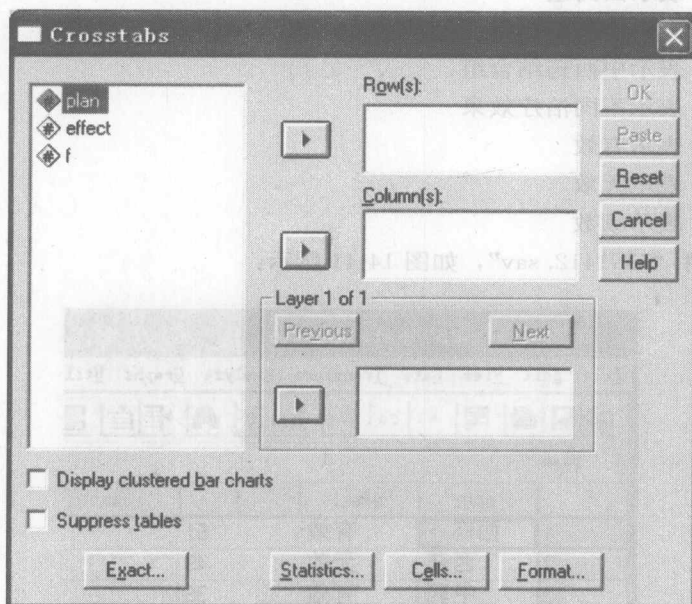 Crosstabs
plan
effect
f
Row(s):
Column(s):
Layer 1 of 1
Previous
Next
OK
Paste
Reset
Cancel
Help
Display clustered bar charts
Suppress tables
Exact...
Statistics...
Cells...
Format...